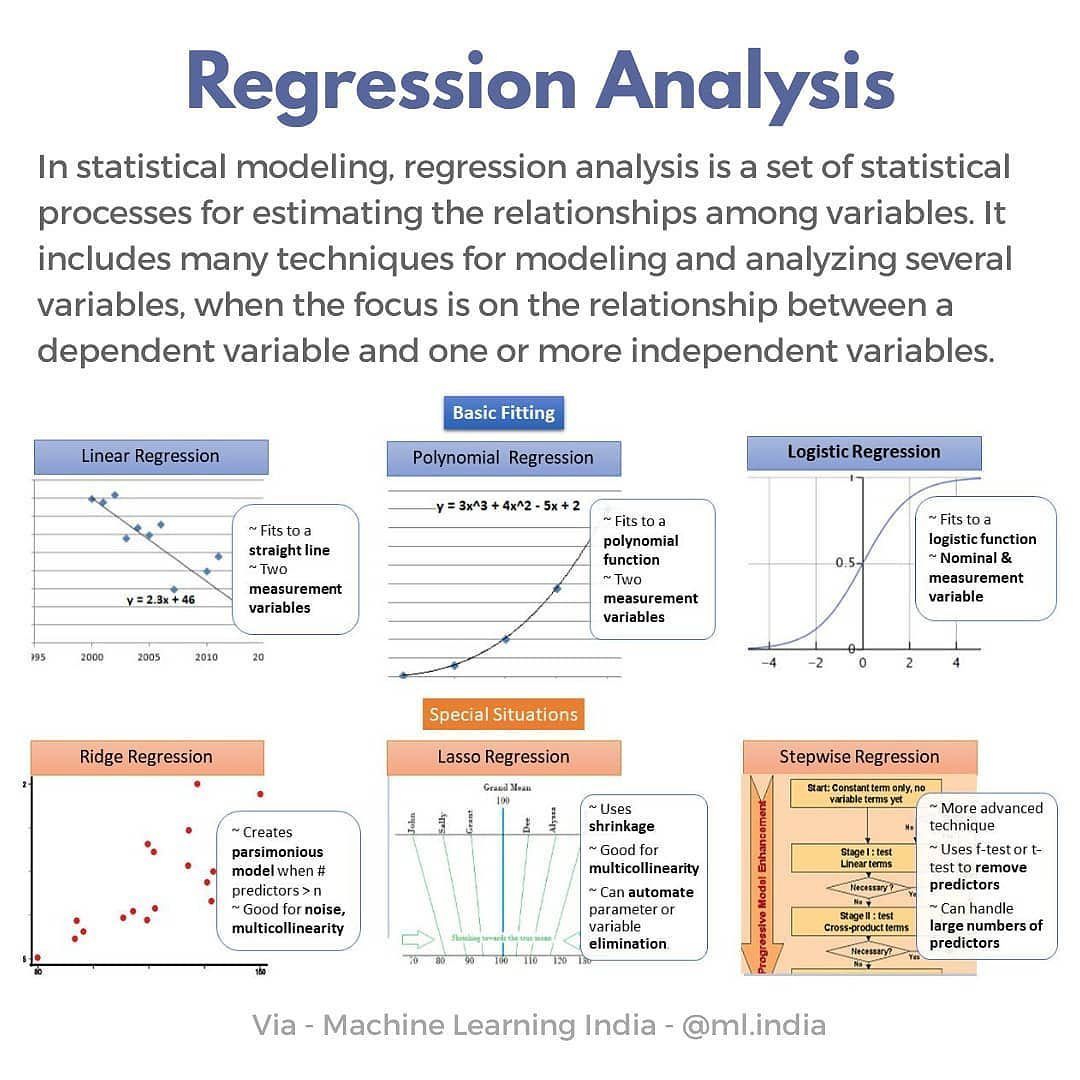 Regression Analysis
In statistical modeling, regression analysis is a set of statistical
processes for estimating the relationships among variables. It
includes many techniques for modeling and analyzing several
variables, when the focus is on the relationship between a
dependent variable and one or more independent variables.
Basic Fitting
Linear Regression
y = 2.3x + 46
~ Fits to a
straight line
~ Two
measurement
variables
995 2000 2005 2010 20
Polynomial Regression
y = 3x^3 + 4x^2 - 5x + 2
~ Fits to a
polynomial
function
~ Two
measurement
variables
Logistic Regression
1
0.5
0
-4 -2 0 2 4
~ Fits to a
logistic function
~ Nominal &
measurement
variable
Special Situations
Ridge Regression
2
80 150
~ Creates
parsimonious
model when #
predictors > n
~ Good for noise,
multicollinearity
Lasso Regression
Grand Mean
100
John Sally Grant Dee Alyssa
Shrinking towards the true mean
70 80 90 100 110 120 130
~ Uses
shrinkage
~ Good for
multicollinearity
~ Can automate
parameter or
variable
elimination.
Stepwise Regression
Progressive Model Enhancement
Start: Constant term only, no
variable terms yet
No
Stage I : test
Linear terms
Necessary?
Yes
No
Stage II : test
Cross-product terms
Necessary?
Yes
No
~ More advanced
technique
~ Uses f-test or t-
test to remove
predictors
~ Can handle
large numbers of
predictors
Via - Machine Learning India - @ml.india